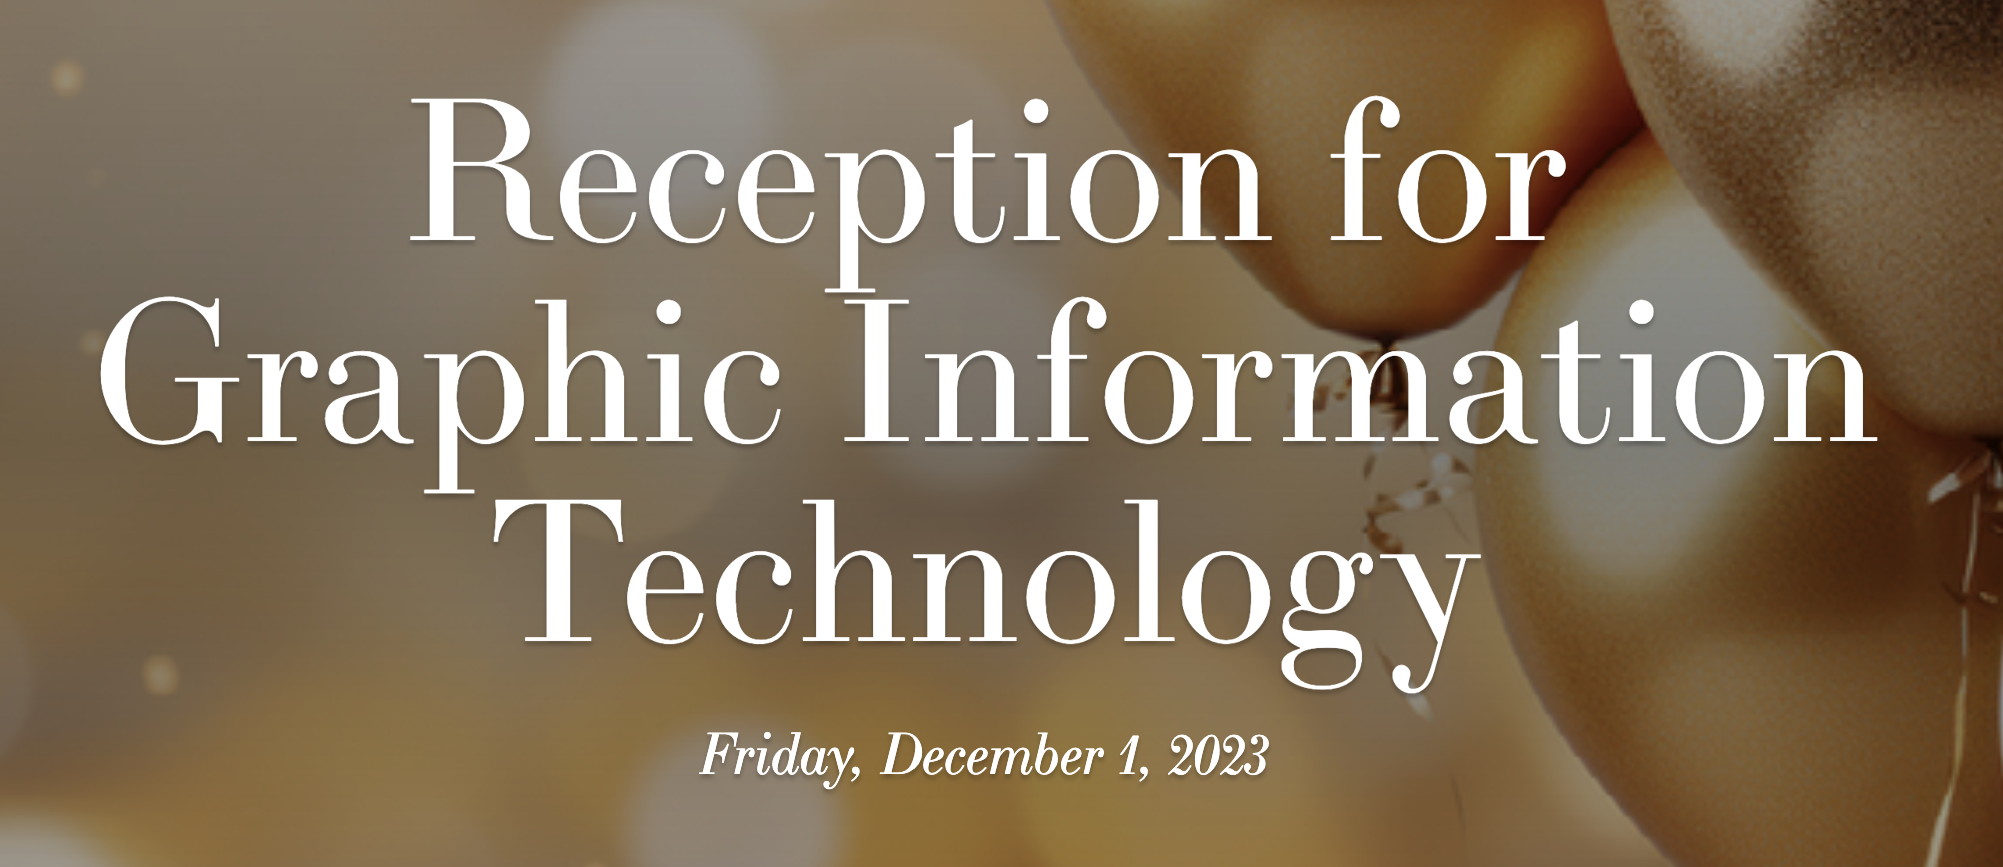 Reception for
Graphic Information
Technology
Friday, December 1, 2023